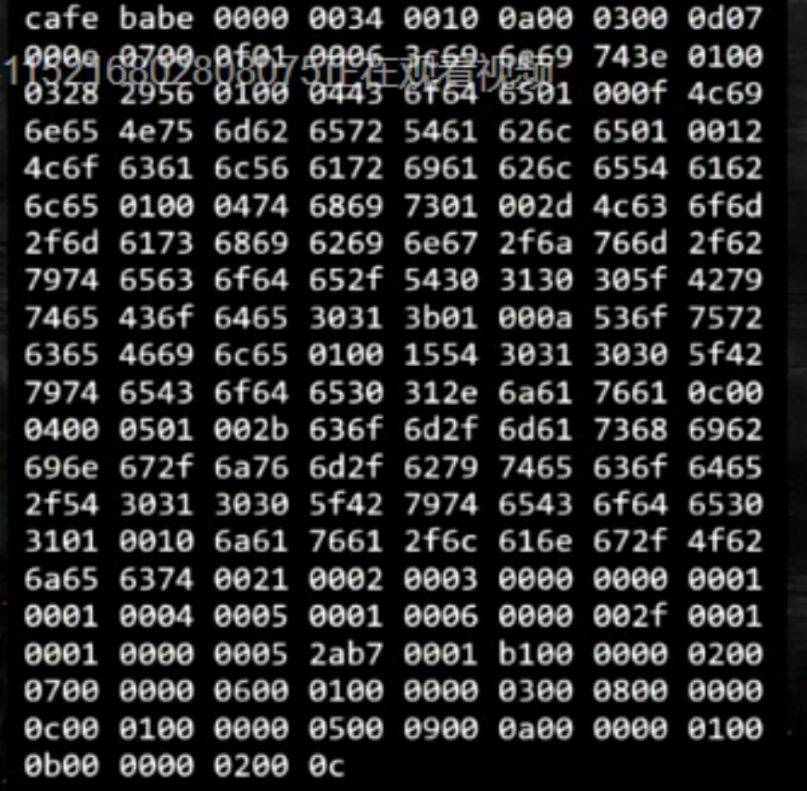 cafe babe 0000 0034 0010 0a00 0300 0d07
000e 0700 0f01 0006 3c69 6e69 743e 0100
113216802808075正在观看视频
0328 2956 0100 0443 6f64 6501 000f 4c69
6e65 4e75 6d62 6572 5461 626c 6501 0012
4c6f 6361 6c56 6172 6961 626c 6554 6162
6c65 0100 0474 6869 7301 002d 4c63 6f6d
2f6d 6173 6869 6269 6e67 2f6a 766d 2f62
7974 6563 6f64 652f 5430 3130 305f 4279
7465 436f 6465 3031 3b01 000a 536f 7572
6365 4669 6c65 0100 1554 3031 3030 5f42
7974 6543 6f64 6530 312e 6a61 7661 0c00
0400 0501 002b 636f 6d2f 6d61 7368 6962
696e 672f 6a76 6d2f 6279 7465 636f 6465
2f54 3031 3030 5f42 7974 6543 6f64 6530
3101 0010 6a61 7661 2f6c 616e 672f 4f62
6a65 6374 0021 0002 0003 0000 0000 0001
0001 0004 0005 0001 0006 0000 002f 0001
0001 0000 0005 2ab7 0001 b100 0000 0200
0700 0000 0600 0100 0000 0300 0800 0000
0c00 0100 0000 0500 0900 0a00 0000 0100
0b00 0000 0200 0c